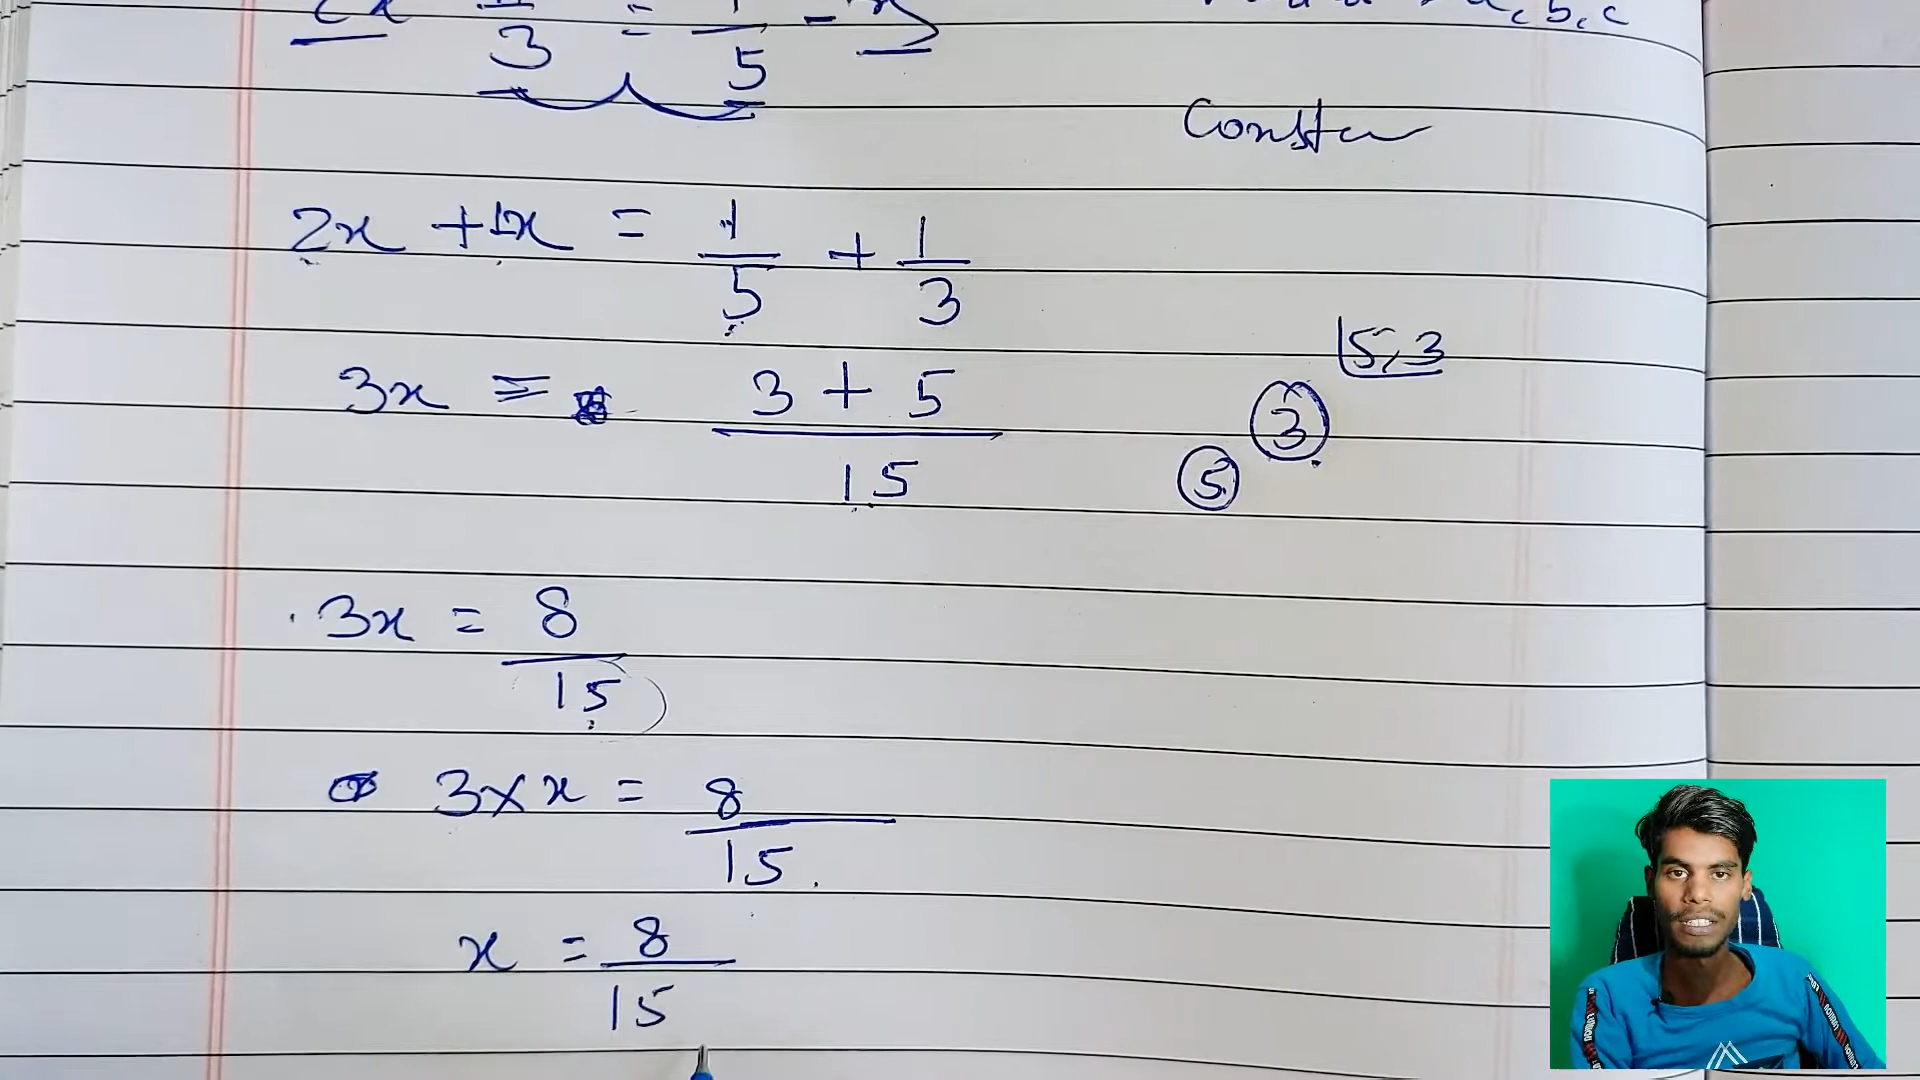 3 = 5 -
a, b, c
2x + 1x = 1/5 + 1/3
3x = 3 + 5 / 15
5, 3
3
5
3x = 8/15
3 × x = 8/15
x = 8/15